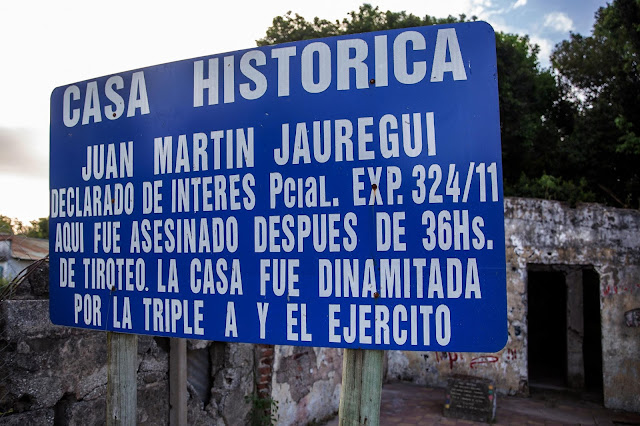 CASA HISTORICA
JUAN MARTIN JAUREGUI
DECLARADO DE INTERES PciaL. EXP. 324/11
AQUI FUE ASESINADO DESPUES DE 36Hs.
DE TIROTEO. LA CASA FUE DINAMITADA
POR LA TRIPLE A Y EL EJERCITO